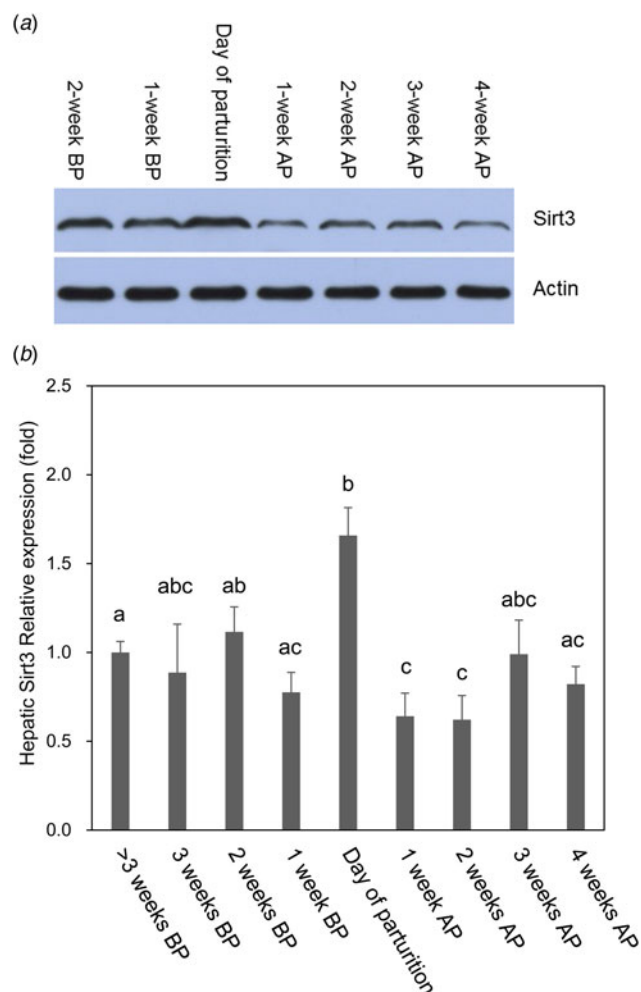 (a)
2-week BP
1-week BP
Day of parturition
1-week AP
2-week AP
3-week AP
4-week AP
Sirt3
Actin
(b)
Hepatic Sirt3 Relative expression (fold)
2.5
2.0
1.5
1.0
0.5
0.0
a
abc
ab
ac
b
c
c
abc
ac
>3 weeks BP
3 weeks BP
2 weeks BP
1 week BP
Day of parturition
1 week AP
2 weeks AP
3 weeks AP
4 weeks AP